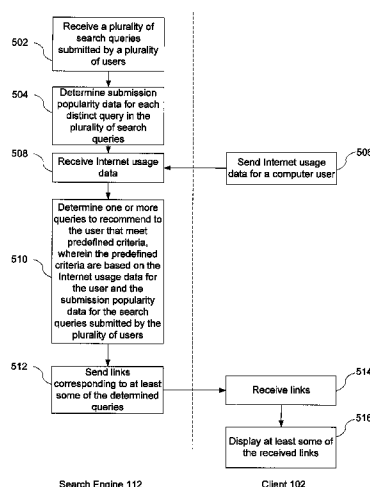 502
Receive a plurality of
search queries
submitted by a plurality
of users
504
Determine submission
popularity data for each
distinct query in the
plurality of search
queries
508
Receive Internet usage
data
506
Send Internet usage
data for a computer user
510
Determine one or more
queries to recommend to
the user that meet
predefined criteria,
wherein the predefined
criteria are based on the
Internet usage data for
the user and the
submission popularity
data for the search
queries submitted by the
plurality of users
512
Send links
corresponding to at least
some of the determined
queries
514
Receive links
516
Display at least some of
the received links
Search Engine 112
Client 102